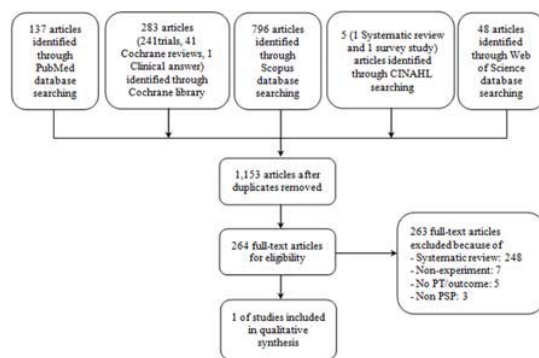 137 articles
identified
through
PubMed
database
searching
283 articles
(241trials, 41
Cochrane reviews, 1
Clinical answer)
identified through
Cochrane library
796 articles
identified
through
Scopus
database
searching
5 (1 Systematic review
and 1 survey study)
articles identified
through CINAHL
searching
48 articles
identified
through Web
of Science
database
searching
1,153 articles after
duplicates removed
264 full-text articles
for eligibility
263 full-text articles
excluded because of
- Systematic review: 248
- Non-experiment: 7
- No PT/outcome: 5
- Non PSP: 3
1 of studies included
in qualitative
synthesis